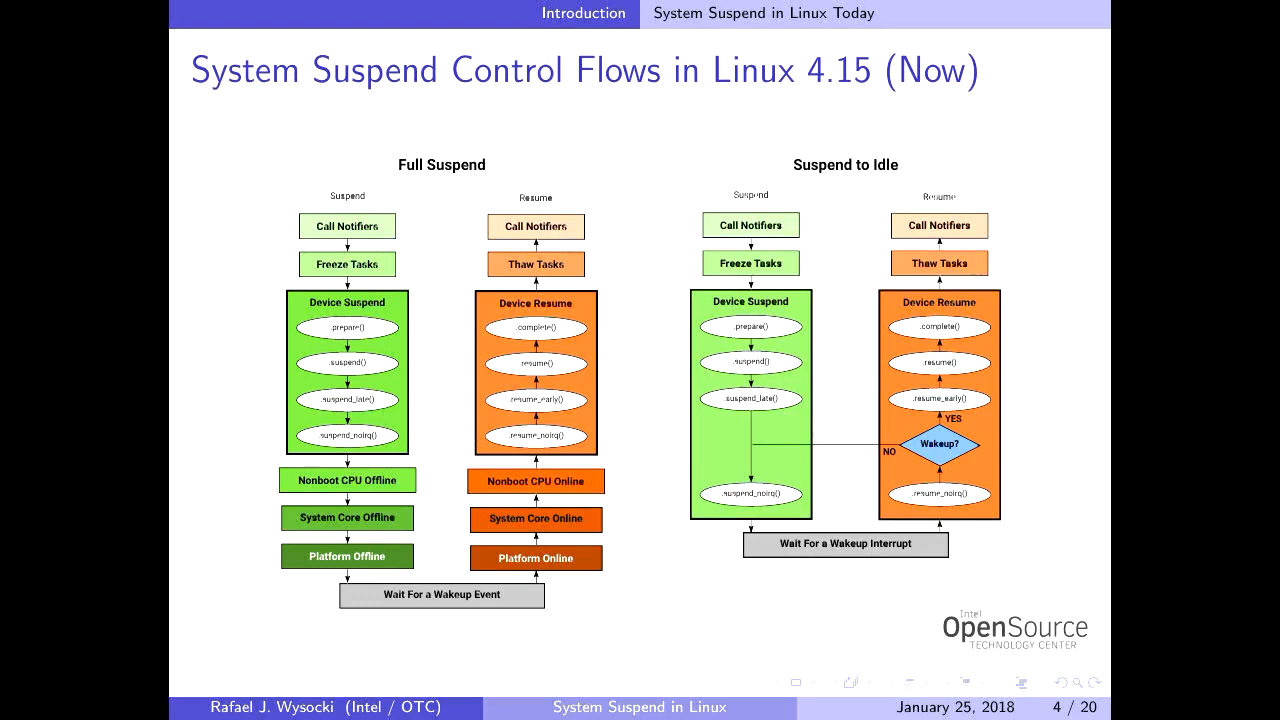 Introduction System Suspend in Linux Today
System Suspend Control Flows in Linux 4.15 (Now)
Full Suspend
Suspend
Call Notifiers
Freeze Tasks
Device Suspend
.prepare()
.suspend()
.suspend_late()
.suspend_noirq()
Nonboot CPU Offline
System Core Offline
Platform Offline
Resume
Call Notifiers
Thaw Tasks
Device Resume
.complete()
.resume()
.resume_early()
.resume_noirq()
Nonboot CPU Online
System Core Online
Platform Online
Wait For a Wakeup Event
Suspend to Idle
Suspend
Call Notifiers
Freeze Tasks
Device Suspend
.prepare()
.suspend()
.suspend_late()
.suspend_noirq()
Resume
Call Notifiers
Thaw Tasks
Device Resume
.complete()
.resume()
.resume_early()
YES
Wakeup?
NO
.resume_noirq()
Wait For a Wakeup Interrupt
Intel
OpenSource
TECHNOLOGY CENTER
Rafael J. Wysocki (Intel / OTC) System Suspend in Linux January 25, 2018 4 / 20